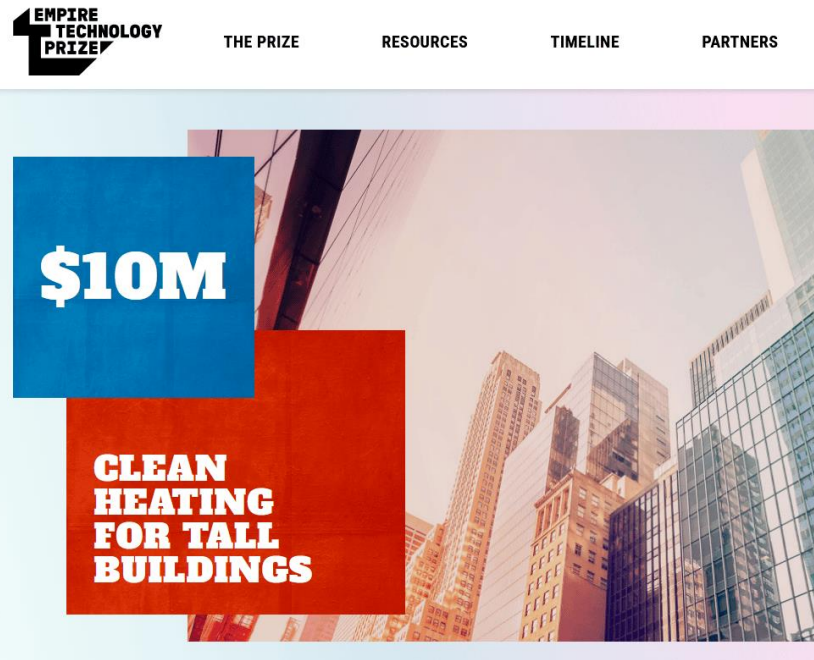 EMPIRE
TECHNOLOGY
PRIZE
THE PRIZE
RESOURCES
TIMELINE
PARTNERS
$10M
CLEAN
HEATING
FOR TALL
BUILDINGS